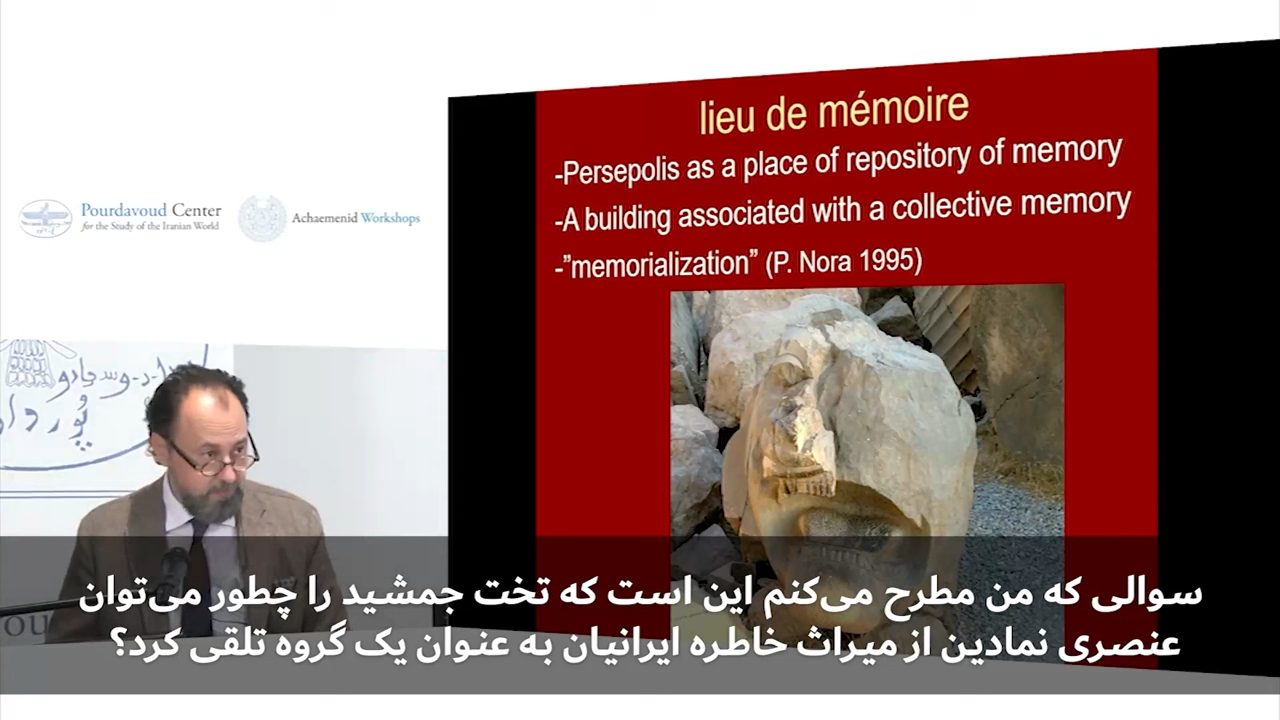 lieu de mémoire
-Persepolis as a place of repository of memory
-A building associated with a collective memory
-"memorialization" (P. Nora 1995)
Pourdavoud Center
for the Study of the Iranian World
Achaemenid Workshops
سوالی که من مطرح می‌کنم این است که تخت جمشید را چطور می‌توان
عنصری نمادین از میراث خاطره ایرانیان به عنوان یک گروه تلقی کرد؟